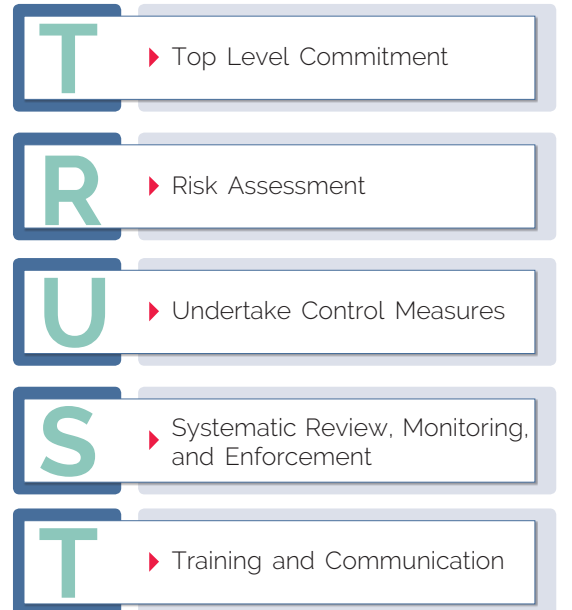 T
Top Level Commitment
R
Risk Assessment
U
Undertake Control Measures
S
Systematic Review, Monitoring,
and Enforcement
T
Training and Communication